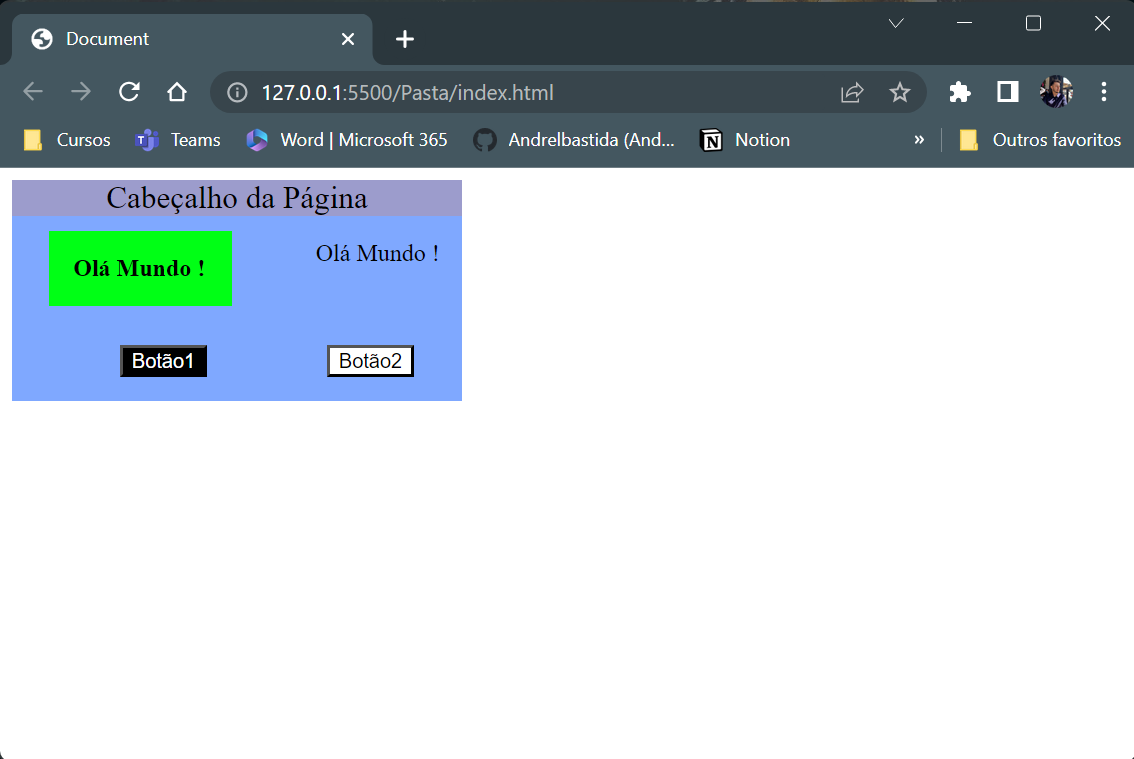 Document
127.0.0.1:5500/Pasta/index.html
Cursos Teams Word | Microsoft 365 Andrelbastida (And... Notion » Outros favoritos
Cabeçalho da Página
Olá Mundo ! Olá Mundo !
Botão1 Botão2